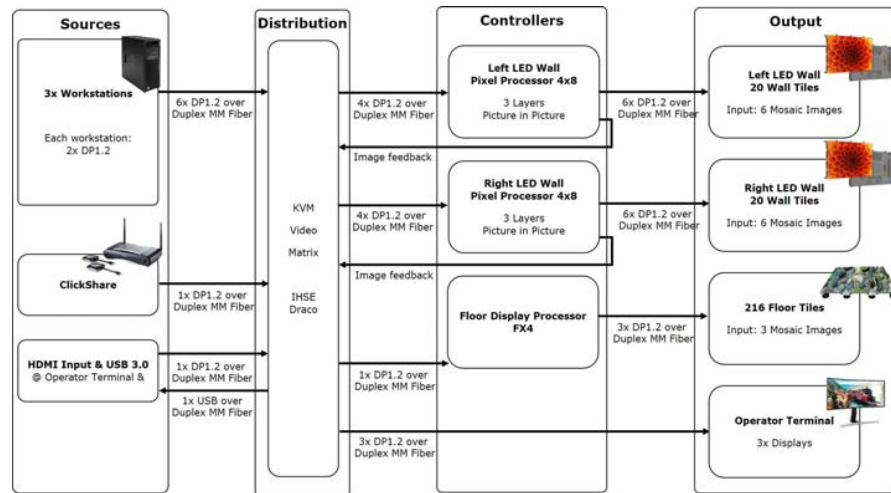 Sources
3x Workstations
Each workstation:
2x DP1.2
ClickShare
HDMI Input & USB 3.0
@ Operator Terminal &
6x DP1.2 over
Duplex MM Fiber
1x DP1.2 over
Duplex MM Fiber
1x DP1.2 over
Duplex MM Fiber
1x USB over
Duplex MM Fiber
Distribution
KVM
Video
Matrix
IHSE
Draco
4x DP1.2 over
Duplex MM Fiber
Image feedback
4x DP1.2 over
Duplex MM Fiber
Image feedback
1x DP1.2 over
Duplex MM Fiber
3x DP1.2 over
Duplex MM Fiber
Controllers
Left LED Wall
Pixel Processor 4x8
3 Layers
Picture in Picture
Right LED Wall
Pixel Processor 4x8
3 Layers
Picture in Picture
Floor Display Processor
FX4
6x DP1.2 over
Duplex MM Fiber
6x DP1.2 over
Duplex MM Fiber
3x DP1.2 over
Duplex MM Fiber
Output
Left LED Wall
20 Wall Tiles
Input: 6 Mosaic Images
Right LED Wall
20 Wall Tiles
Input: 6 Mosaic Images
216 Floor Tiles
Input: 3 Mosaic Images
Operator Terminal
3x Displays